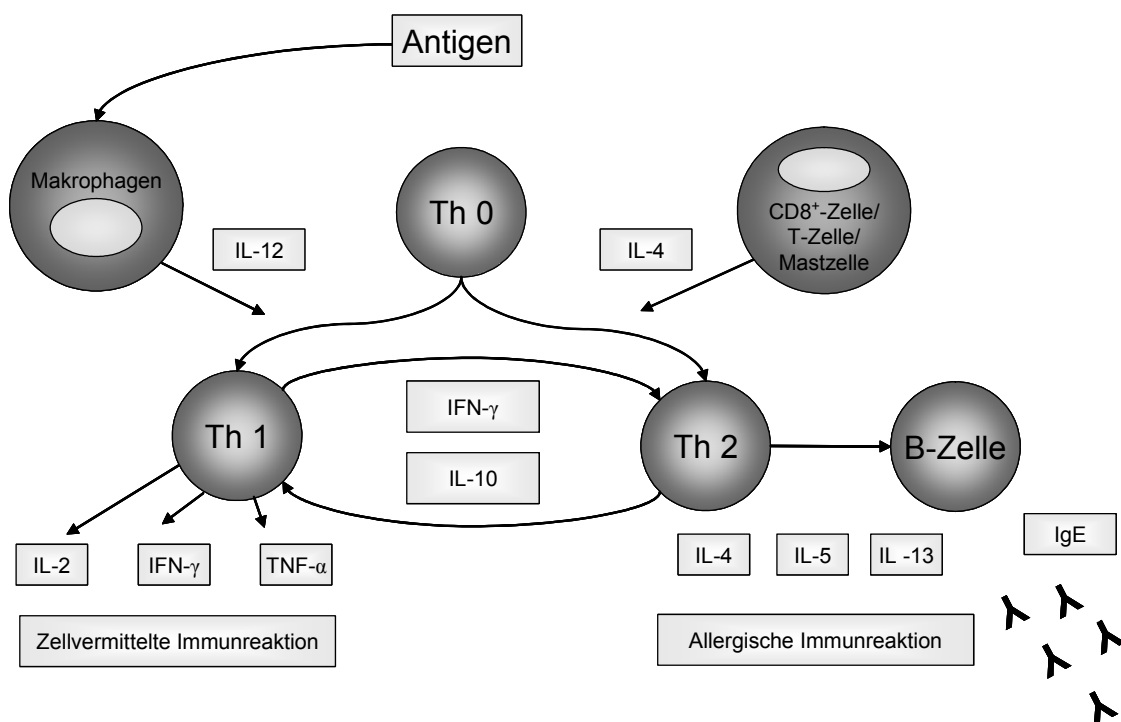 Antigen
Makrophagen
Th 0
CD8⁺-Zelle/
T-Zelle/
Mastzelle
IL-12
IL-4
Th 1
IFN-γ
IL-10
Th 2
B-Zelle
IL-2
IFN-γ
TNF-α
IL-4
IL-5
IL -13
IgE
Zellvermittelte Immunreaktion
Allergische Immunreaktion